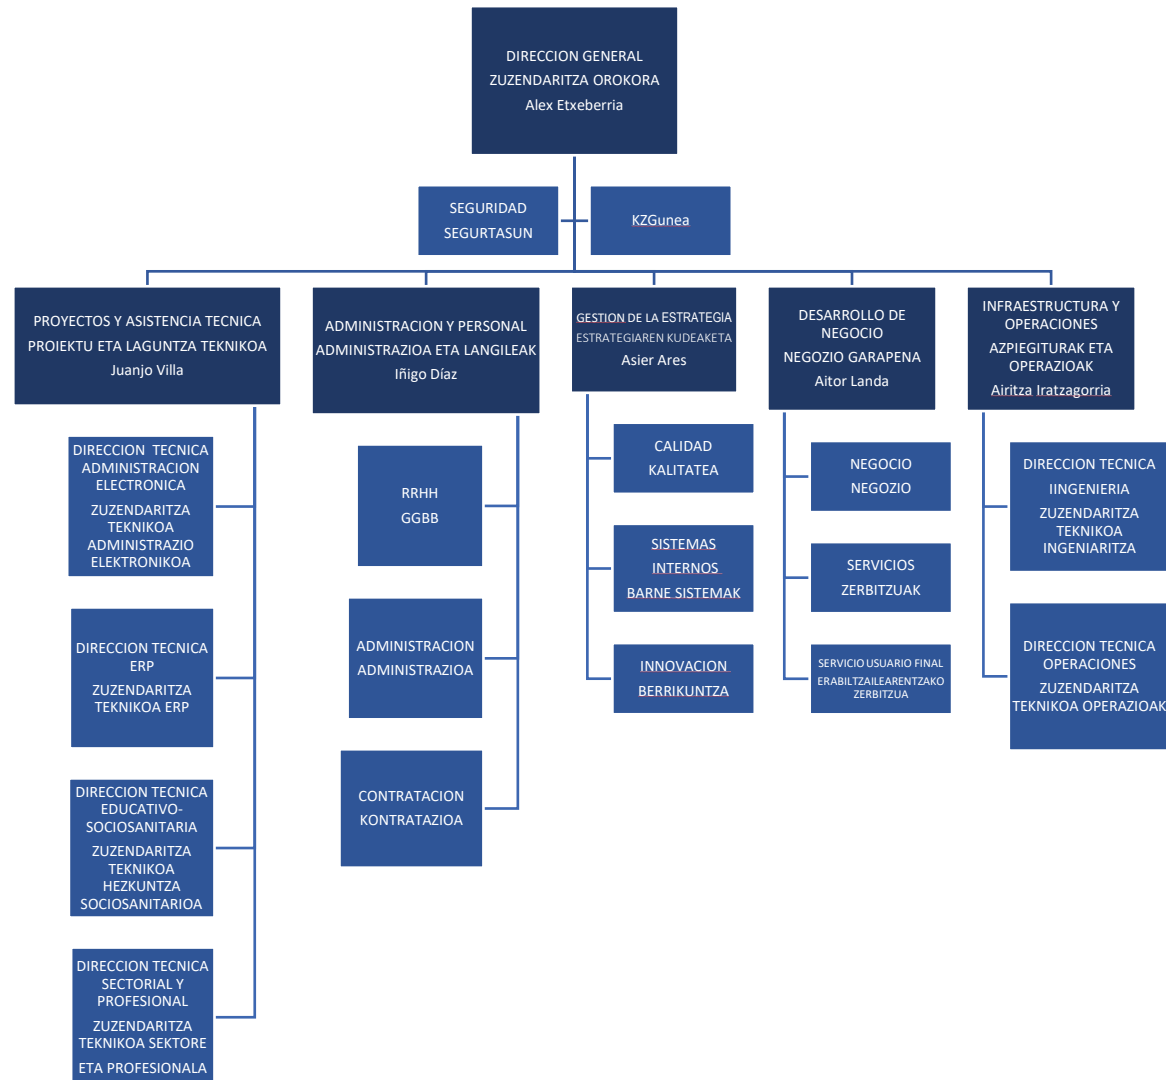 DIRECCION GENERAL
ZUZENDARITZA OROKORA
Alex Etxeberria
SEGURIDAD
SEGURTASUN
KZGunea
PROYECTOS Y ASISTENCIA TECNICA
PROIEKTU ETA LAGUNTZA TEKNIKOA
Juanjo Villa
DIRECCION TECNICA
ADMINISTRACION
ELECTRONICA
ZUZENDARITZA
TEKNIKOA
ADMINISTRAZIO
ELEKTRONIKOA
DIRECCION TECNICA
ERP
ZUZENDARITZA
TEKNIKOA ERP
DIRECCION TECNICA
EDUCATIVO-
SOCIOSANITARIA
ZUZENDARITZA
TEKNIKOA
HEZKUNTZA
SOCIOSANITARIOA
DIRECCION TECNICA
SECTORIAL Y
PROFESIONAL
ZUZENDARITZA
TEKNIKOA SEKTORE
ETA PROFESIONALA
ADMINISTRACION Y PERSONAL
ADMINISTRAZIOA ETA LANGILEAK
Iñigo Díaz
RRHH
GGBB
ADMINISTRACION
ADMINISTRAZIOA
CONTRATACION
KONTRATAZIOA
GESTION DE LA ESTRATEGIA
ESTRATEGIAREN KUDEAKETA
Asier Ares
CALIDAD
KALITATEA
SISTEMAS
INTERNOS
BARNE SISTEMAK
INNOVACION
BERRIKUNTZA
DESARROLLO DE
NEGOCIO
NEGOZIO GARAPENA
Aitor Landa
NEGOCIO
NEGOZIO
SERVICIOS
ZERBITZUAK
SERVICIO USUARIO FINAL
ERABILTZAILEARENTZAKO
ZERBITZUA
INFRAESTRUCTURA Y
OPERACIONES
AZPIEGITURAK ETA
OPERAZIOAK
Airitza Iratzagorria
DIRECCION TECNICA
IINGENIERIA
ZUZENDARITZA
TEKNIKOA
INGENIARITZA
DIRECCION TECNICA
OPERACIONES
ZUZENDARITZA
TEKNIKOA OPERAZIOAK